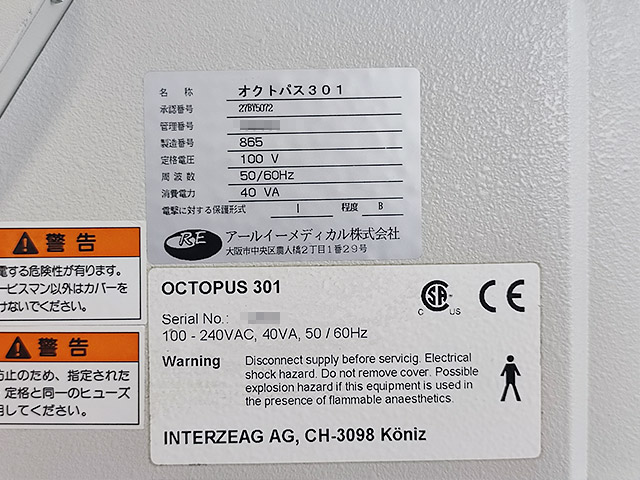 名 称 オクトパス301
承認番号 27BY5072
管理番号
製造番号 865
定格電圧 100 V
周 波 数 50/60Hz
消費電力 40 VA
電撃に対する保護形式 I 程度 B
RE アールイーメディカル株式会社
大阪市中央区農人橋2丁目1番29号
警告
電する危険性が有ります。
ービスマン以外はカバーを
けないでください。
警告
防止のため、指定された
定格と同一のヒューズ
用してください。
OCTOPUS 301
Serial No.:
100 - 240VAC, 40VA, 50 / 60Hz
C SA US CE
Warning Disconnect supply before servicig. Electrical
shock hazard. Do not remove cover. Possible
explosion hazard if this equipment is used in
the presence of flammable anaesthetics.
INTERZEAG AG, CH-3098 Köniz